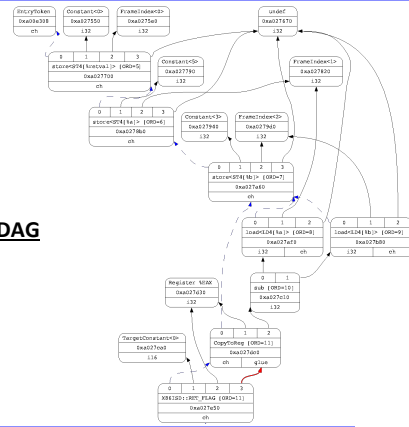 EntryToken
0xa00e308
ch
Constant<0>
0xa027550
i32
FrameIndex<0>
0xa0275e0
i32
undef
0xa027670
i32
0 1 2 3
store<ST4[%retval]> [ORD=5]
0xa027700
ch
Constant<5>
0xa027790
i32
FrameIndex<1>
0xa027820
i32
0 1 2 3
store<ST4[%a]> [ORD=6]
0xa0278b0
ch
Constant<3>
0xa027940
i32
FrameIndex<2>
0xa0279d0
i32
0 1 2 3
store<ST4[%b]> [ORD=7]
0xa027a60
ch
DAG
0 1 2
load<LD4[%a]> [ORD=8]
0xa027af0
i32 ch
0 1 2
load<LD4[%b]> [ORD=9]
0xa027b80
i32 ch
0 1
sub [ORD=10]
0xa027c10
i32
Register %EAX
0xa027d30
i32
0 1 2
CopyToReg [ORD=11]
0xa027dc0
ch glue
TargetConstant<0>
0xa027ca0
i16
0 1 2 3
X86ISD::RET_FLAG [ORD=11]
0xa027e50
ch